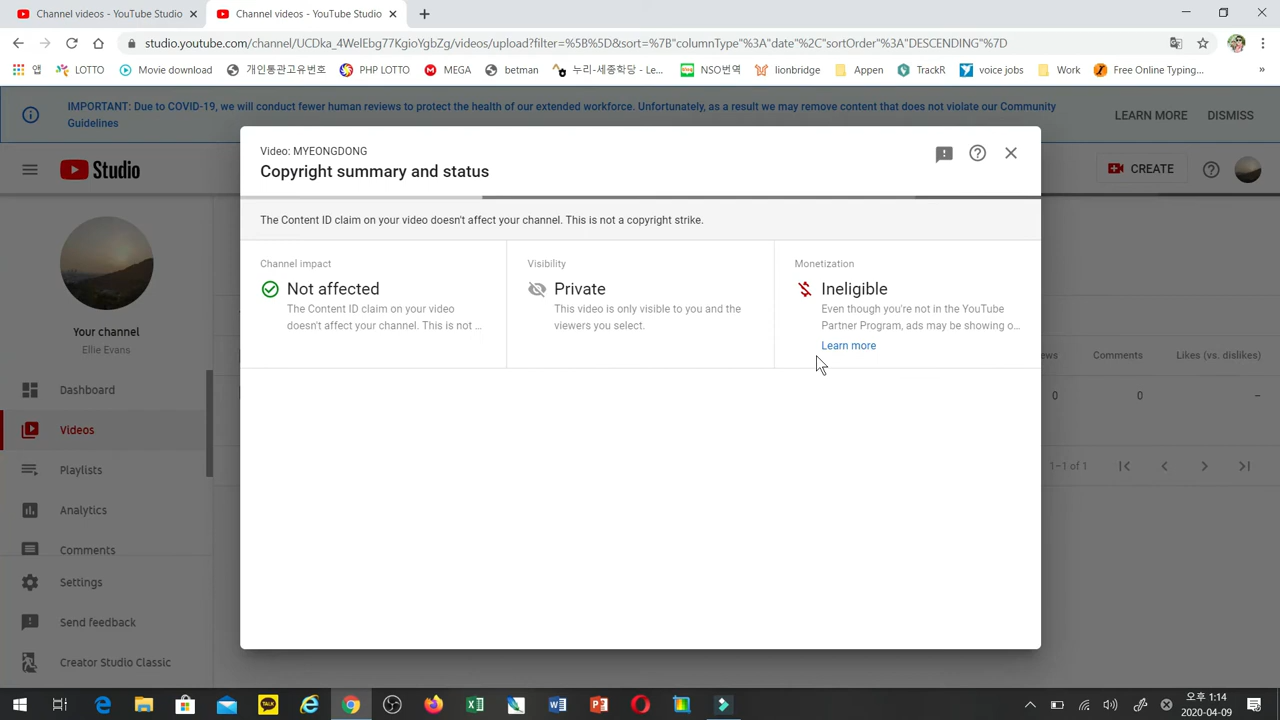 Channel videos - YouTube Studio
Channel videos - YouTube Studio
studio.youtube.com/channel/UCDka_4WelEbg77KgioYgbZg/videos/upload?filter=%5B%5D&sort=%7B"columnType"%3A"date"%2C"sortOrder"%3A"DESCENDING"%7D
앱 LOTTO Movie download 개인통관고유번호 PHP LOTTO MEGA betman 누리-세종학당 - Le... NSO번역 lionbridge Appen TrackR voice jobs Work Free Online Typing... »
IMPORTANT: Due to COVID-19, we will conduct fewer human reviews to protect the health of our extended workforce. Unfortunately, as a result we may remove content that does not violate our Community
Guidelines
LEARN MORE DISMISS
Studio
CREATE
Video: MYEONGDONG
Copyright summary and status
The Content ID claim on your video doesn't affect your channel. This is not a copyright strike.
Channel impact
Not affected
The Content ID claim on your video
doesn't affect your channel. This is not ...
Visibility
Private
This video is only visible to you and the
viewers you select.
Monetization
Ineligible
Even though you're not in the YouTube
Partner Program, ads may be showing o...
Learn more
Your channel
Ellie Evans
Dashboard
Videos
Playlists
Analytics
Comments
Settings
Send feedback
Creator Studio Classic
Comments Likes (vs. dislikes)
0 0 –
1–1 of 1
TALK
오후 1:14
2020-04-09